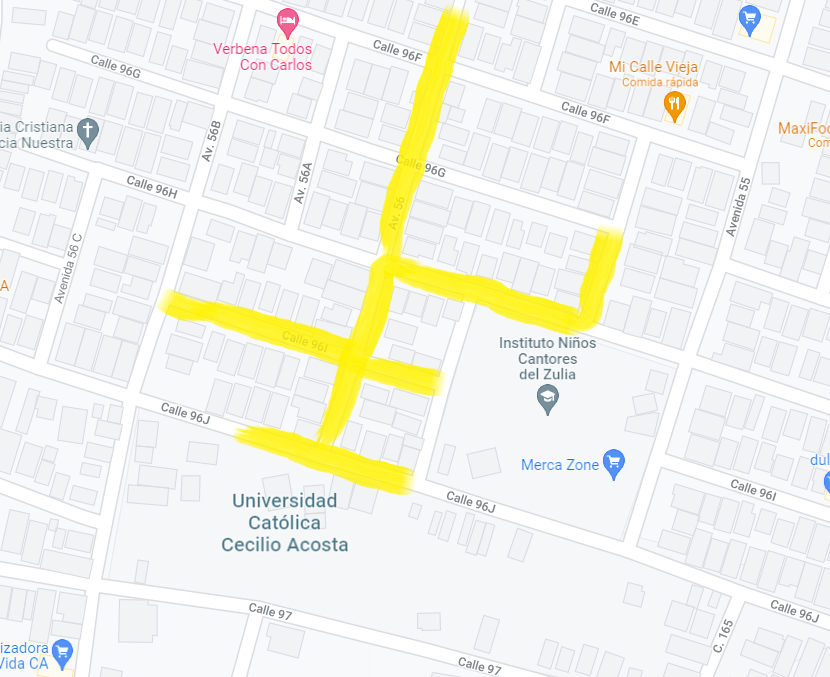 Calle 96E
Verbena Todos
Con Carlos
Calle 96F
Mi Calle Vieja
Comida rápida
Calle 96G
Calle 96F
Av. 56B
ia Cristiana
cia Nuestra
MaxiFoo
Com
Calle 96G
Av. 56A
Calle 96H
Av. 56
Avenida 55
Avenida 56 C
A
Calle 96I
Instituto Niños
Cantores
del Zulia
Calle 96J
Merca Zone
dul
Calle 96I
Calle 96J
Universidad
Católica
Cecilio Acosta
Calle 97
Calle 96J
C. 165
izadora
Vida CA
Calle 97